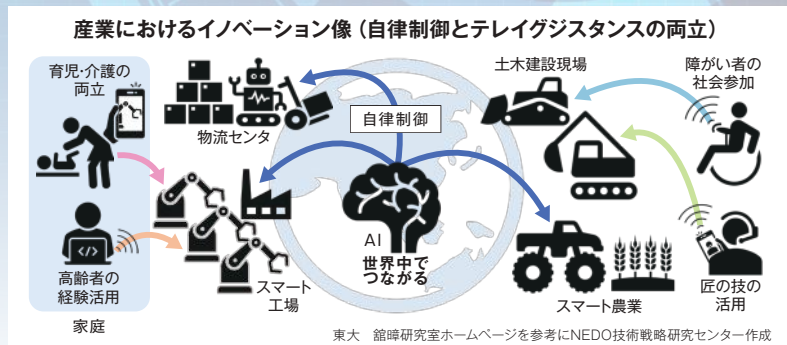 産業におけるイノベーション像（自律制御とテレイグジスタンスの両立）
育児・介護の
両立
物流センタ
自律制御
土木建設現場
障がい者の
社会参加
</>
高齢者の
経験活用
家庭
スマート
工場
AI
世界中で
つながる
スマート農業
匠の技の
活用
東大　舘暲研究室ホームページを参考にNEDO技術戦略研究センター作成